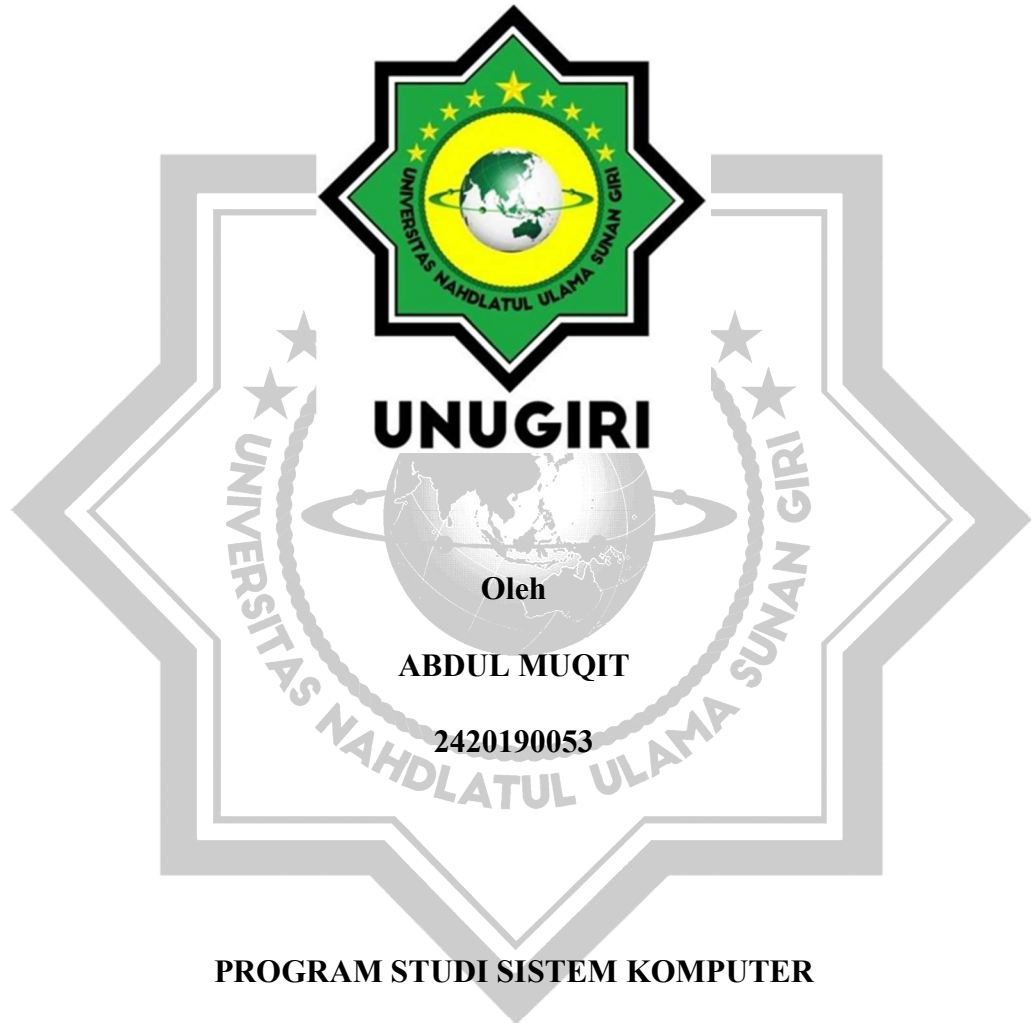 UNIVERSITAS NAHDLATUL ULAMA SUNAN GIRI
UNUGIRI
UNIVERSITAS NAHDLATUL ULAMA SUNAN GIRI
Oleh
ABDUL MUQIT
2420190053
PROGRAM STUDI SISTEM KOMPUTER